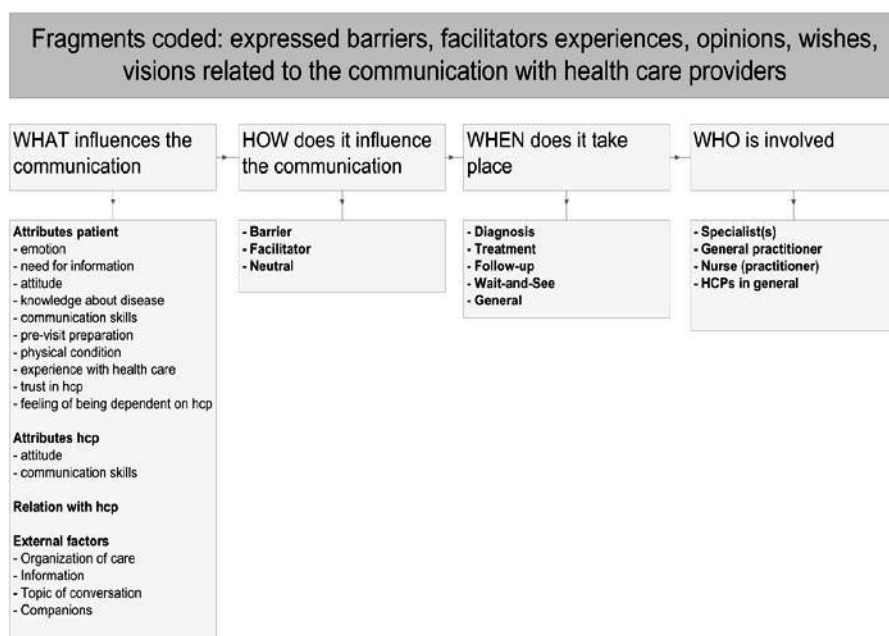 Fragments coded: expressed barriers, facilitators experiences, opinions, wishes,
visions related to the communication with health care providers
WHAT influences the
communication
HOW does it influence
the communication
WHEN does it take
place
WHO is involved
Attributes patient
- emotion
- need for information
- attitude
- knowledge about disease
- communication skills
- pre-visit preparation
- physical condition
- experience with health care
- trust in hcp
- feeling of being dependent on hcp
Attributes hcp
- attitude
- communication skills
Relation with hcp
External factors
- Organization of care
- Information
- Topic of conversation
- Companions
- Barrier
- Facilitator
- Neutral
- Diagnosis
- Treatment
- Follow-up
- Wait-and-See
- General
- Specialist(s)
- General practitioner
- Nurse (practitioner)
- HCPs in general